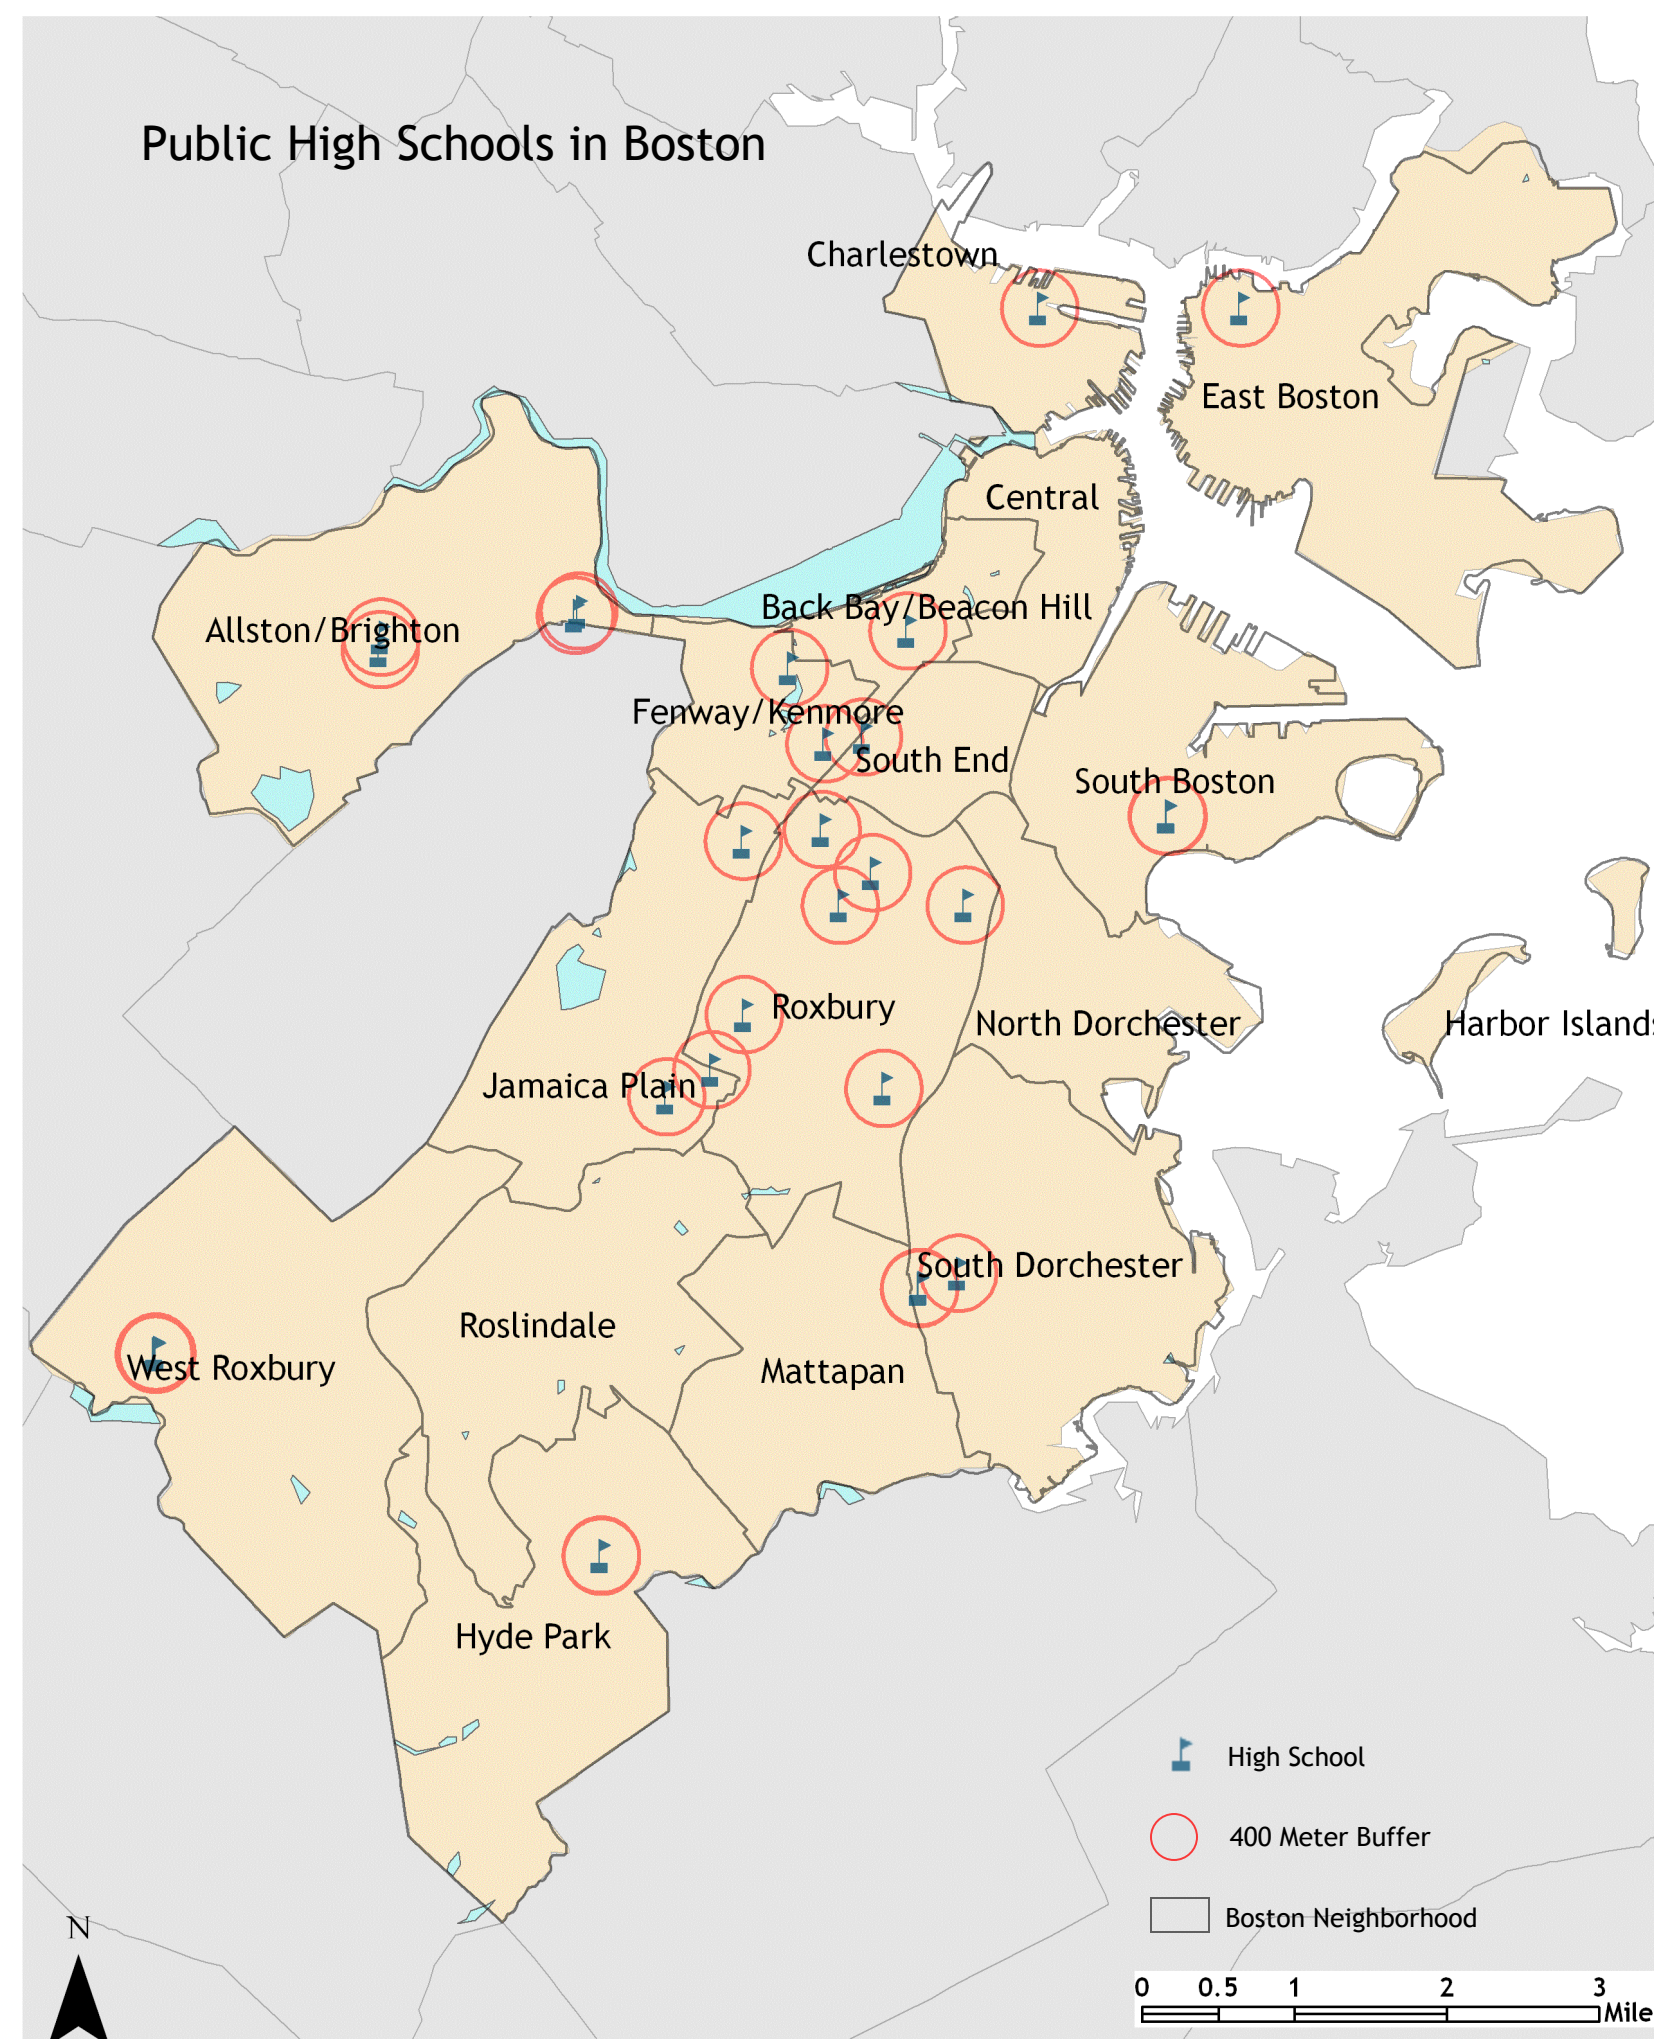 Public High Schools in Boston
Charlestown
East Boston
Central
Back Bay/Beacon Hill
Allston/Brighton
Fenway/Kenmore
South End
South Boston
Roxbury
North Dorchester
Harbor Islands
Jamaica Plain
South Dorchester
Roslindale
West Roxbury
Mattapan
Hyde Park
High School
400 Meter Buffer
Boston Neighborhood
N
0 0.5 1 2 3
Mile